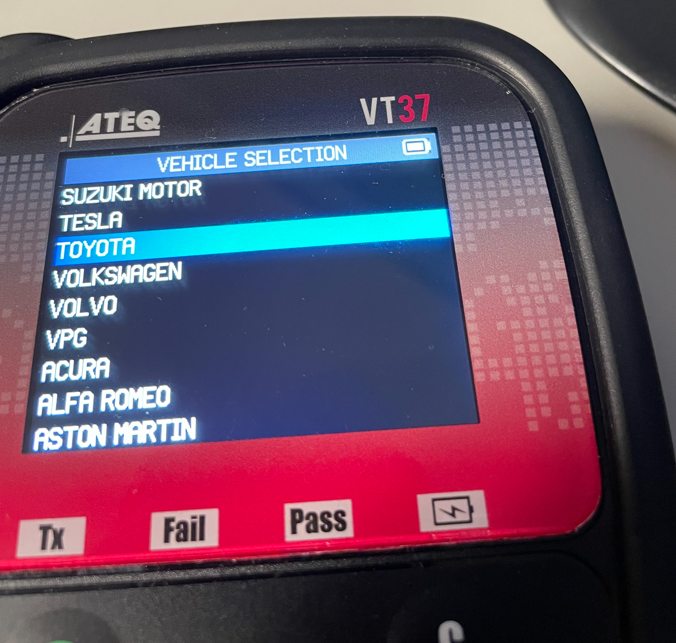 ATEQ
VT37
VEHICLE SELECTION
SUZUKI MOTOR
TESLA
TOYOTA
VOLKSWAGEN
VOLVO
VPG
ACURA
ALFA ROMEO
ASTON MARTIN
Tx
Fail
Pass